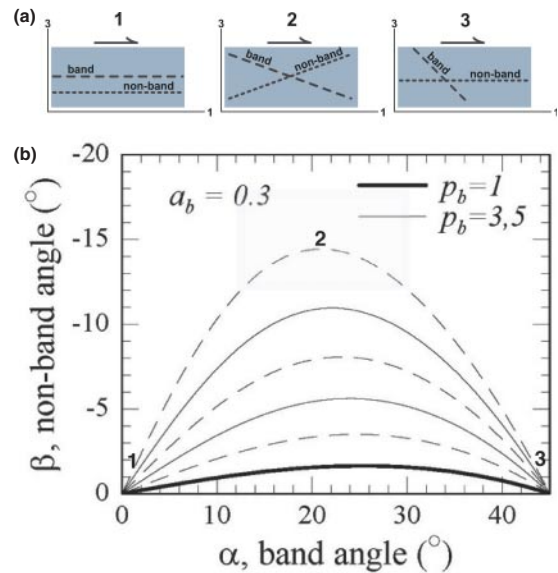 (a)
1
2
3
3
band
non-band
1
3
band
non-band
1
3
band
non-band
1
(b)
-20
-15
-10
-5
0
β, non-band angle (°)
a_b = 0.3
p_b=1
p_b=3,5
2
1
3
0
10
20
30
40
α, band angle (°)